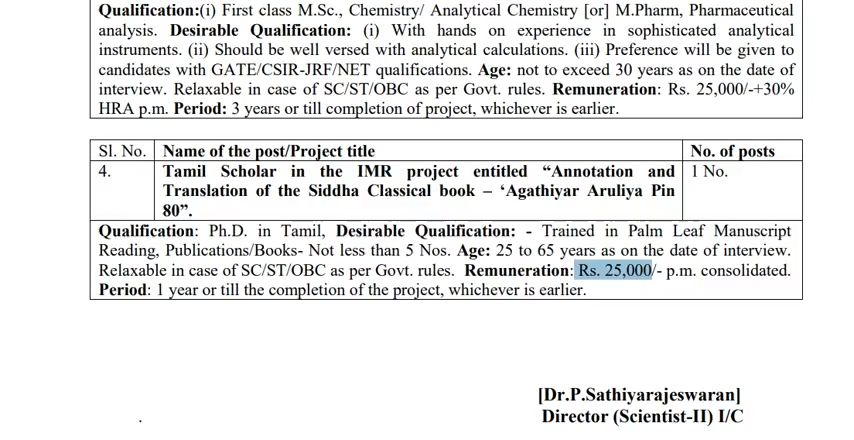 Qualification:(i) First class M.Sc., Chemistry/ Analytical Chemistry [or] M.Pharm, Pharmaceutical
analysis. Desirable Qualification: (i) With hands on experience in sophisticated analytical
instruments. (ii) Should be well versed with analytical calculations. (iii) Preference will be given to
candidates with GATE/CSIR-JRF/NET qualifications. Age: not to exceed 30 years as on the date of
interview. Relaxable in case of SC/ST/OBC as per Govt. rules. Remuneration: Rs. 25,000/-+30%
HRA p.m. Period: 3 years or till completion of project, whichever is earlier.
Sl. No. Name of the post/Project title No. of posts
4. Tamil Scholar in the IMR project entitled “Annotation and 1 No.
Translation of the Siddha Classical book – ‘Agathiyar Aruliya Pin
80”.
Qualification: Ph.D. in Tamil, Desirable Qualification: - Trained in Palm Leaf Manuscript
Reading, Publications/Books- Not less than 5 Nos. Age: 25 to 65 years as on the date of interview.
Relaxable in case of SC/ST/OBC as per Govt. rules. Remuneration: Rs. 25,000/- p.m. consolidated.
Period: 1 year or till the completion of the project, whichever is earlier.
[Dr.P.Sathiyarajeswaran]
. Director (Scientist-II) I/C